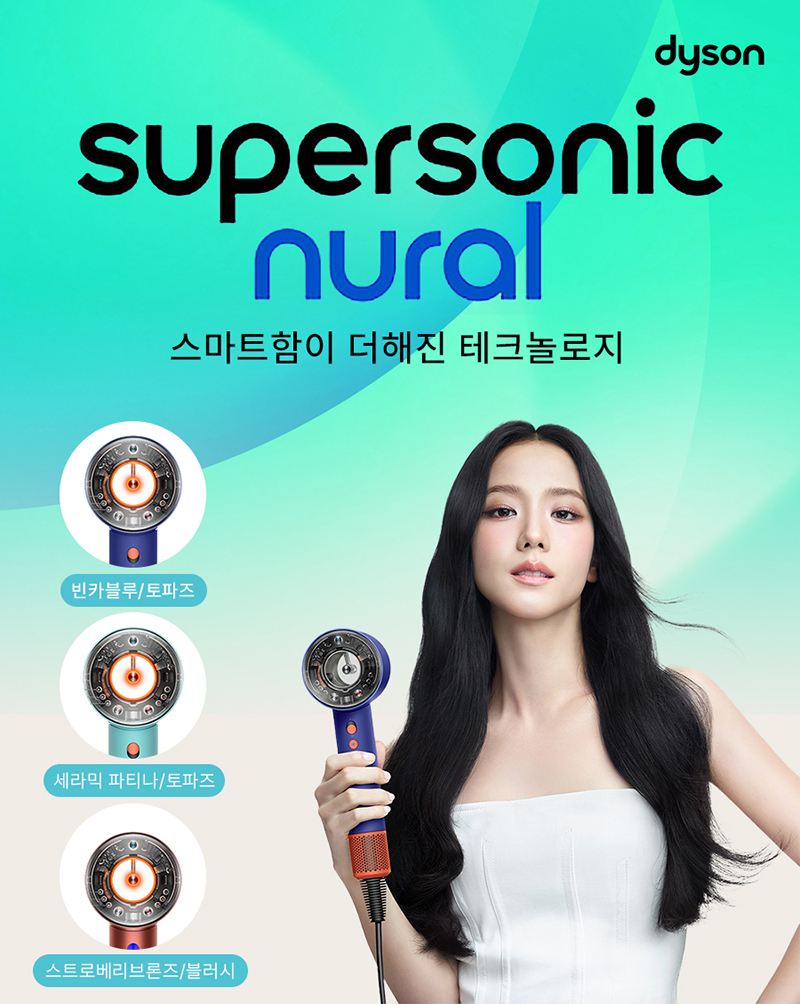 dyson
supersonic
nural
스마트함이 더해진 테크놀로지
빈카블루/토파즈
세라믹 파티나/토파즈
스트로베리브론즈/블러시